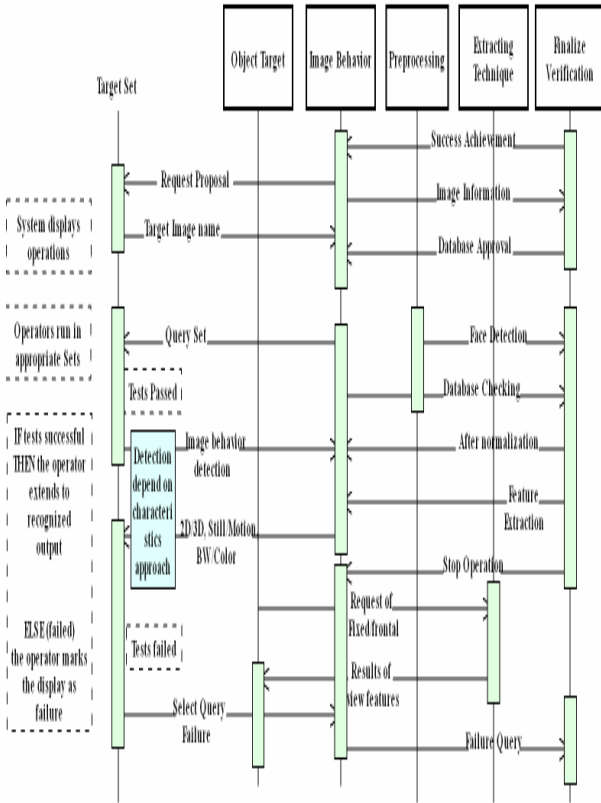 Target Set
Object Target
Image Behavior
Preprocessing
Extracting
Technique
Finalize
Verification
Success Achievement
Request Proposal
Image Information
System displays
operations
Target Image name
Database Approval
Operators run in
appropriate Sets
Query Set
Face Detection
Tests Passed
Database Checking
IF tests successful
THEN the operator
extends to
recognized
output
Detection
depend on
characteri
stics
approach
Image behavior
detection
After normalization
Feature
Extraction
2D/3D, Still/Motion
BW/Color
Stop Operation
Request of
Fixed frontal
ELSE (failed)
the operator marks
the display as
failure
Tests failed
Results of
view features
Select Query
Failure
Failure Query